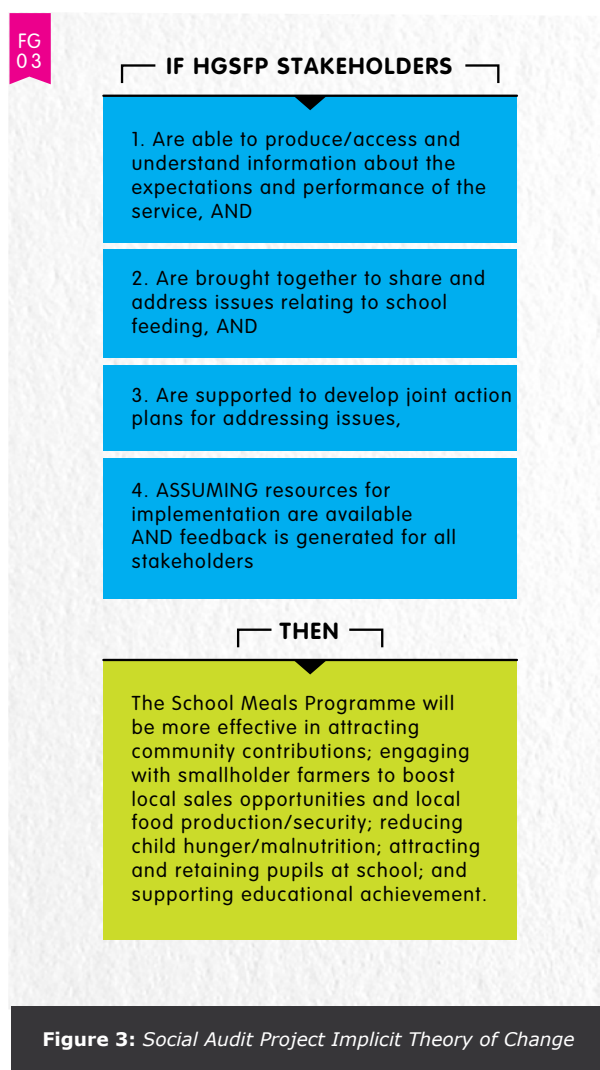 FG
03
IF HGSFP STAKEHOLDERS
1. Are able to produce/access and
understand information about the
expectations and performance of the
service, AND
2. Are brought together to share and
address issues relating to school
feeding, AND
3. Are supported to develop joint action
plans for addressing issues,
4. ASSUMING resources for
implementation are available
AND feedback is generated for all
stakeholders
THEN
The School Meals Programme will
be more effective in attracting
community contributions; engaging
with smallholder farmers to boost
local sales opportunities and local
food production/security; reducing
child hunger/malnutrition; attracting
and retaining pupils at school; and
supporting educational achievement.
Figure 3: Social Audit Project Implicit Theory of Change